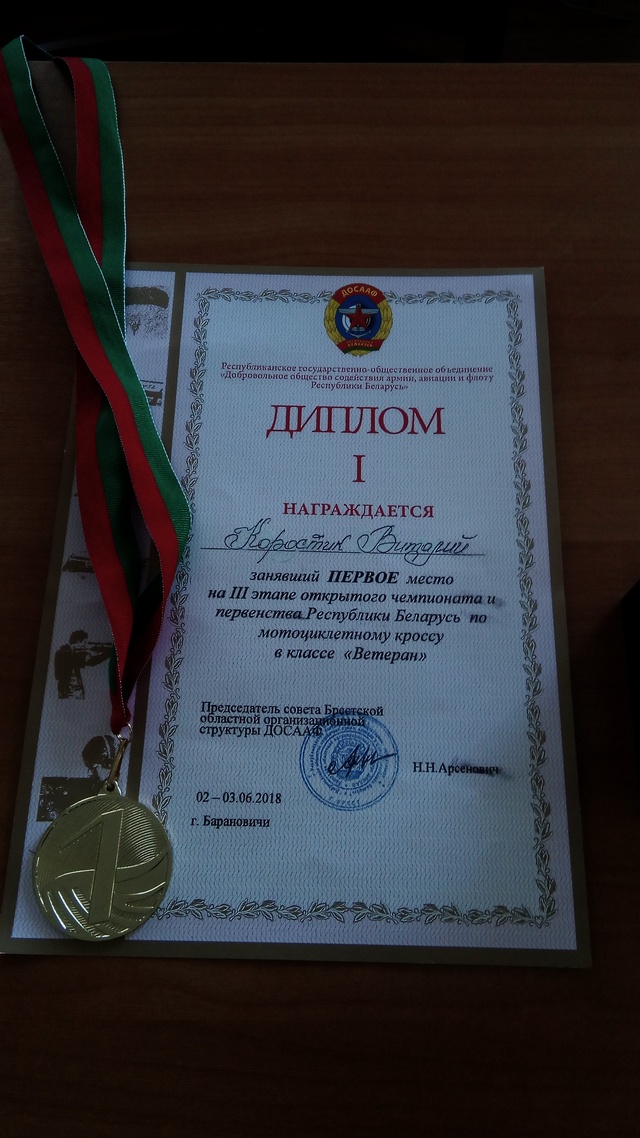 ДОСААФ
Республиканское государственно-общественное объединение
«Добровольное общество содействия армии, авиации и флоту
Республики Беларусь»
ДИПЛОМ
I
НАГРАЖДАЕТСЯ
Коростик Виталий
занявший ПЕРВОЕ место
на III этапе открытого чемпионата и
первенства Республики Беларусь по
мотоциклетному кроссу
в классе «Ветеран»
Председатель совета Брестской
областной организационной
структуры ДОСААФ
Н.Н.Арсенович
02 – 03.06.2018
г. Барановичи
1